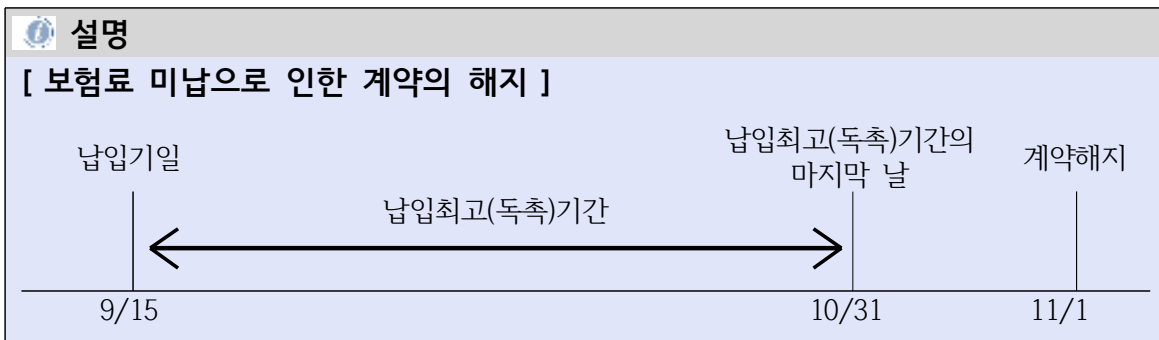 설명
[ 보험료 미납으로 인한 계약의 해지 ]
납입기일
납입최고(독촉)기간
납입최고(독촉)기간의
마지막 날
계약해지
9/15
10/31
11/1